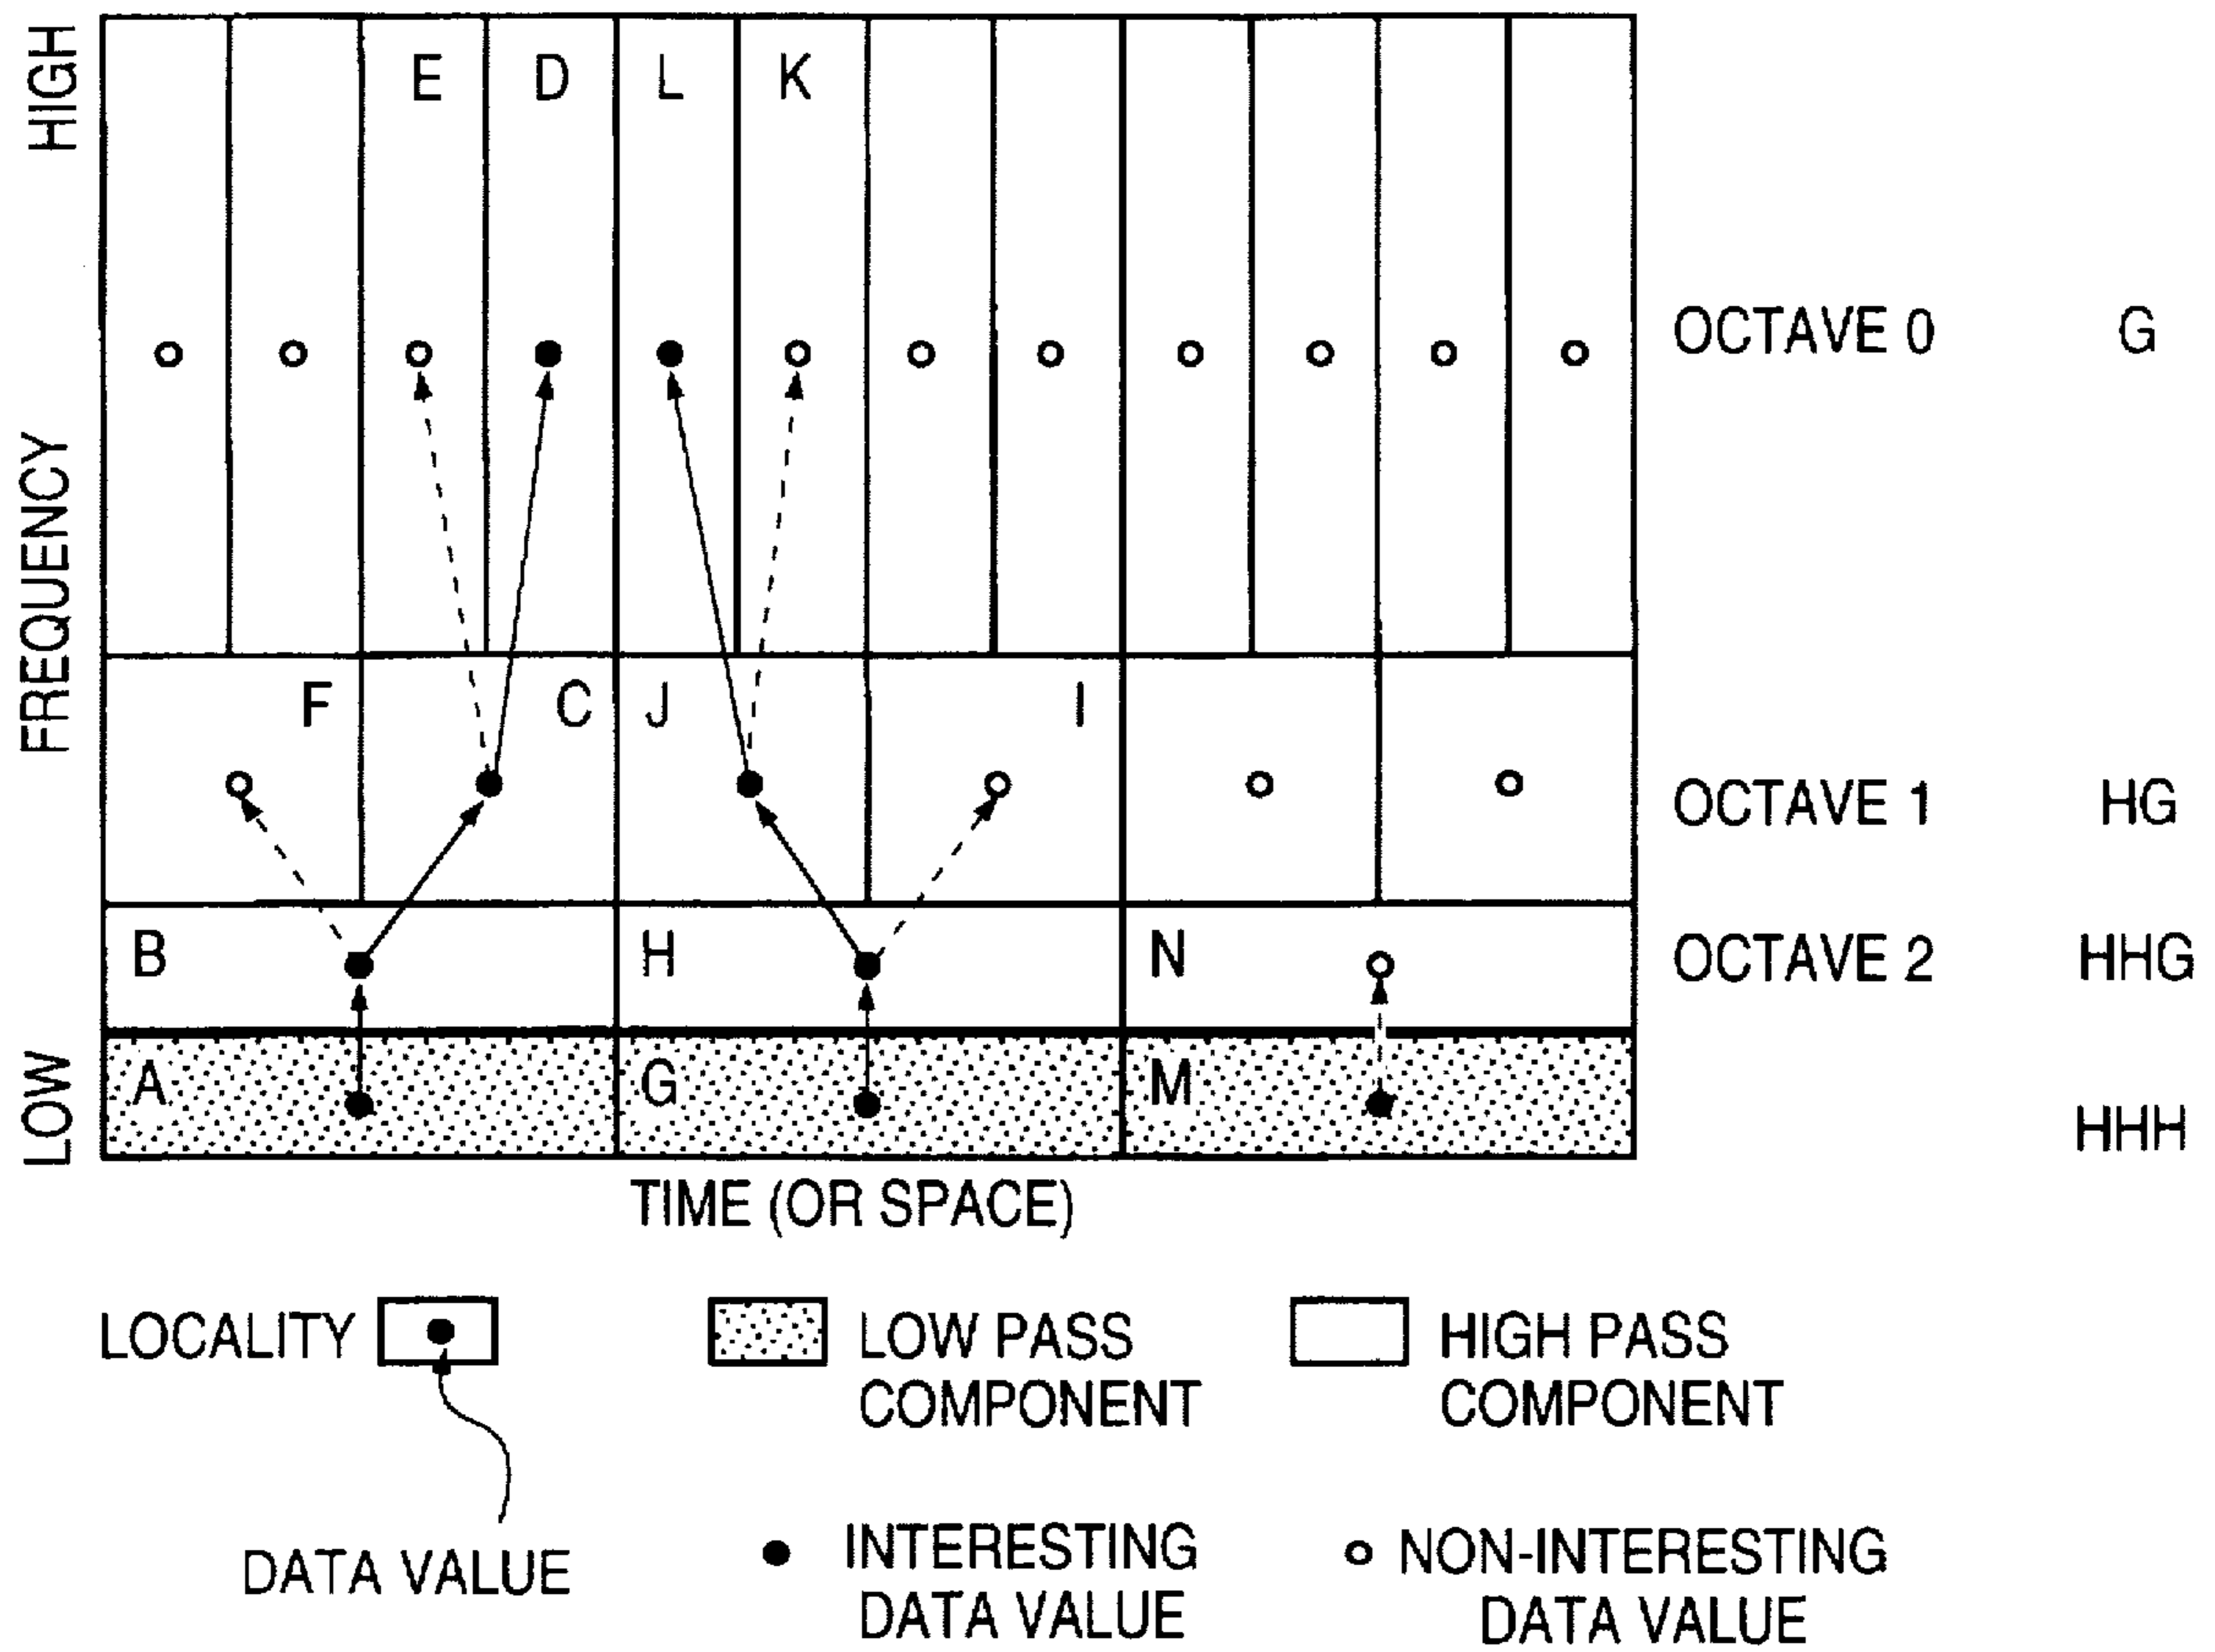 HIGH
FREQUENCY
LOW
E D L K
OCTAVE 0 G
F C J I
OCTAVE 1 HG
B H N
OCTAVE 2 HHG
A G M
HHH
TIME (OR SPACE)
LOCALITY
LOW PASS
COMPONENT
HIGH PASS
COMPONENT
DATA VALUE
INTERESTING
DATA VALUE
NON-INTERESTING
DATA VALUE